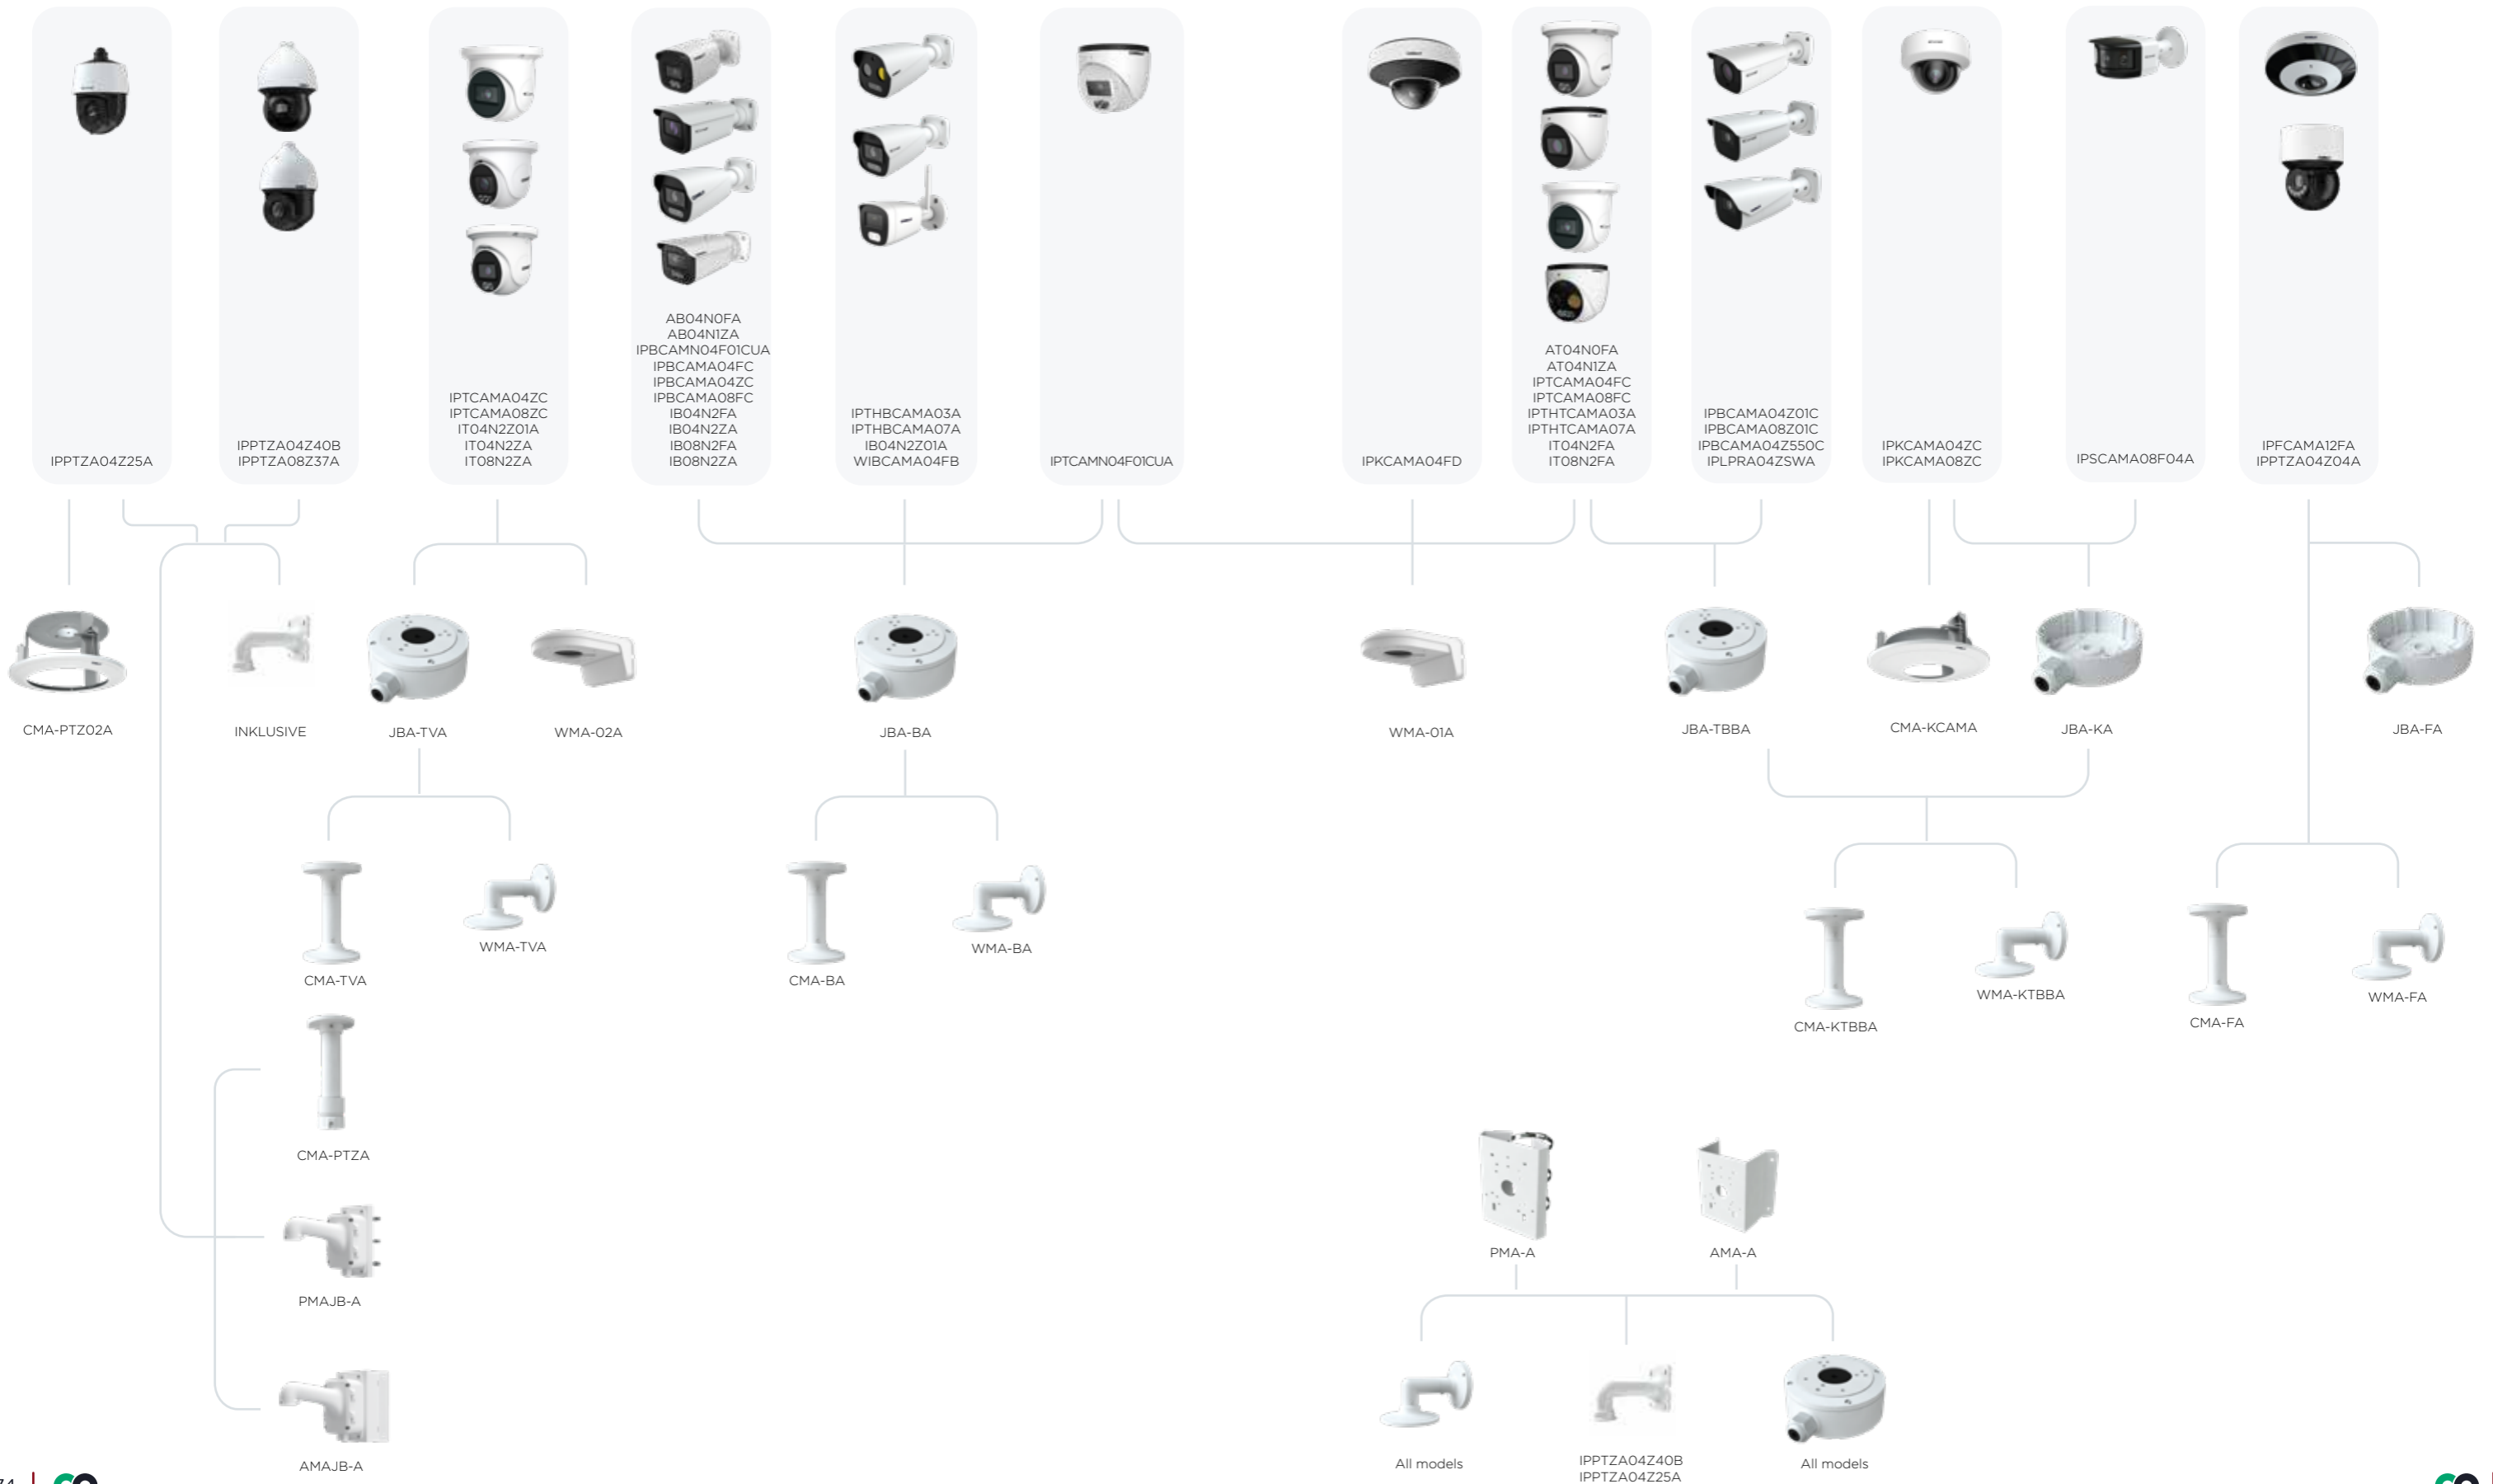 IPPTZA04Z25A
IPPTZA04Z40B
IPPTZA08Z37A
IPTCAMA04ZC
IPTCAMA08ZC
IT04N2Z01A
IT04N2ZA
IT08N2ZA
AB04N0FA
AB04N1ZA
IPBCAMN04F01CUA
IPBCAMA04FC
IPBCAMA04ZC
IPBCAMA08FC
IB04N2FA
IB04N2ZA
IB08N2FA
IB08N2ZA
IPTHBCAMA03A
IPTHBCAMA07A
IB04N2Z01A
WIBCAMA04FB
IPTCAMN04F01CUA
IPKCAMA04FD
AT04N0FA
AT04N1ZA
IPTCAMA04FC
IPTCAMA08FC
IPTHTCAMA03A
IPTHTCAMA07A
IT04N2FA
IT08N2FA
IPBCAMA04Z01C
IPBCAMA08Z01C
IPBCAMA04Z550C
IPLPRA04ZSWA
IPKCAMA04ZC
IPKCAMA08ZC
IPSCAMA08F04A
IPFCAMA12FA
IPPTZA04Z04A
CMA-PTZ02A
INKLUSIVE
JBA-TVA
WMA-02A
JBA-BA
WMA-01A
JBA-TBBA
CMA-KCAMA
JBA-KA
JBA-FA
CMA-TVA
WMA-TVA
CMA-BA
WMA-BA
CMA-KTBBA
WMA-KTBBA
CMA-FA
WMA-FA
CMA-PTZA
PMAJB-A
AMAJB-A
PMA-A
AMA-A
All models
IPPTZA04Z40B
IPPTZA04Z25A
All models